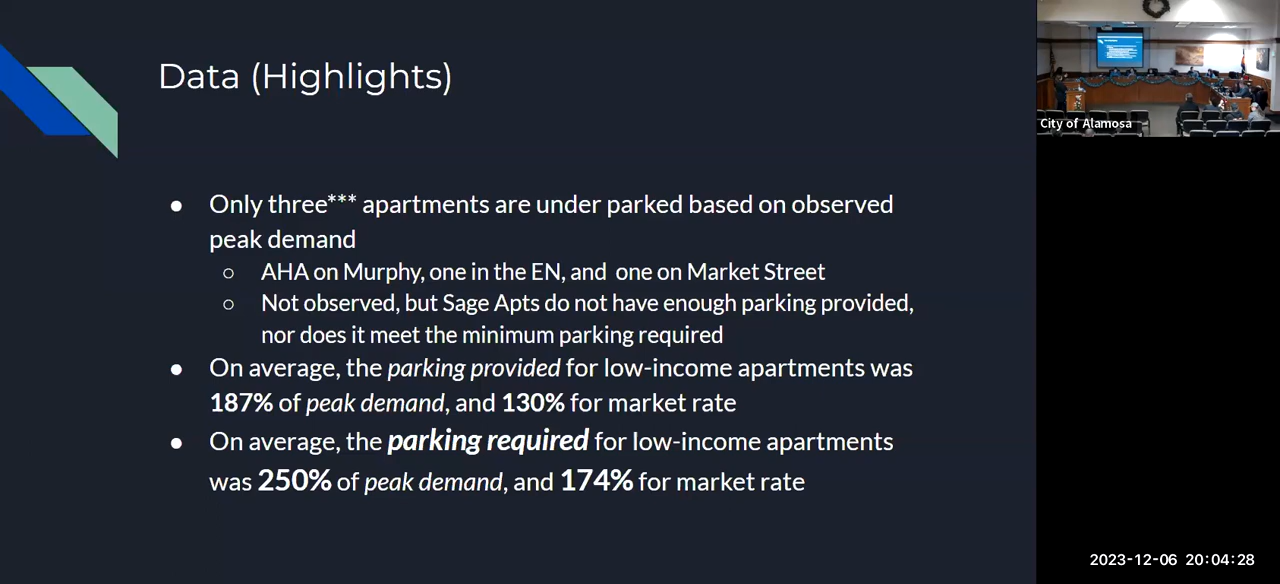 Data (Highlights)
● Only three*** apartments are under parked based on observed
peak demand
○ AHA on Murphy, one in the EN, and one on Market Street
○ Not observed, but Sage Apts do not have enough parking provided,
nor does it meet the minimum parking required
● On average, the parking provided for low-income apartments was
187% of peak demand, and 130% for market rate
● On average, the parking required for low-income apartments
was 250% of peak demand, and 174% for market rate
City of Alamosa
2023-12-06 20:04:28